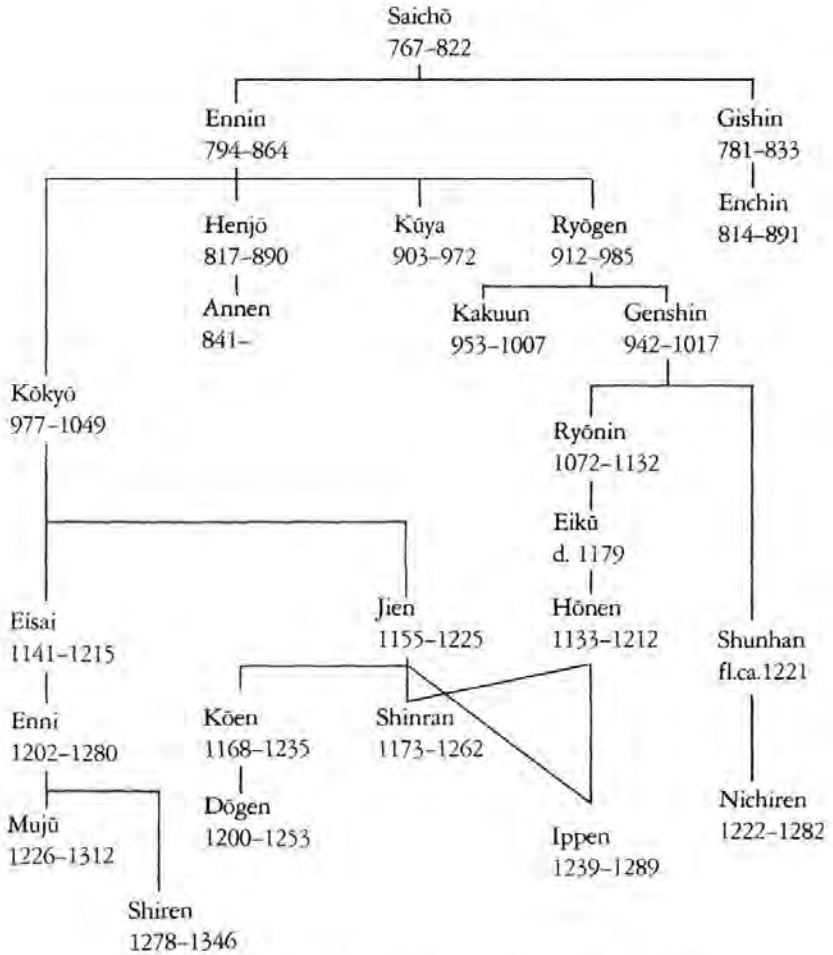 Saichō
767–822
Ennin
794–864
Gishin
781–833
Enchin
814–891
Henjō
817–890
Kūya
903–972
Ryōgen
912–985
Annen
841–
Kakuun
953–1007
Genshin
942–1017
Kōkyō
977–1049
Ryōnin
1072–1132
Eikū
d. 1179
Eisai
1141–1215
Jien
1155–1225
Hōnen
1133–1212
Shunhan
fl.ca.1221
Enni
1202–1280
Kōen
1168–1235
Shinran
1173–1262
Mujū
1226–1312
Dōgen
1200–1253
Ippen
1239–1289
Nichiren
1222–1282
Shiren
1278–1346